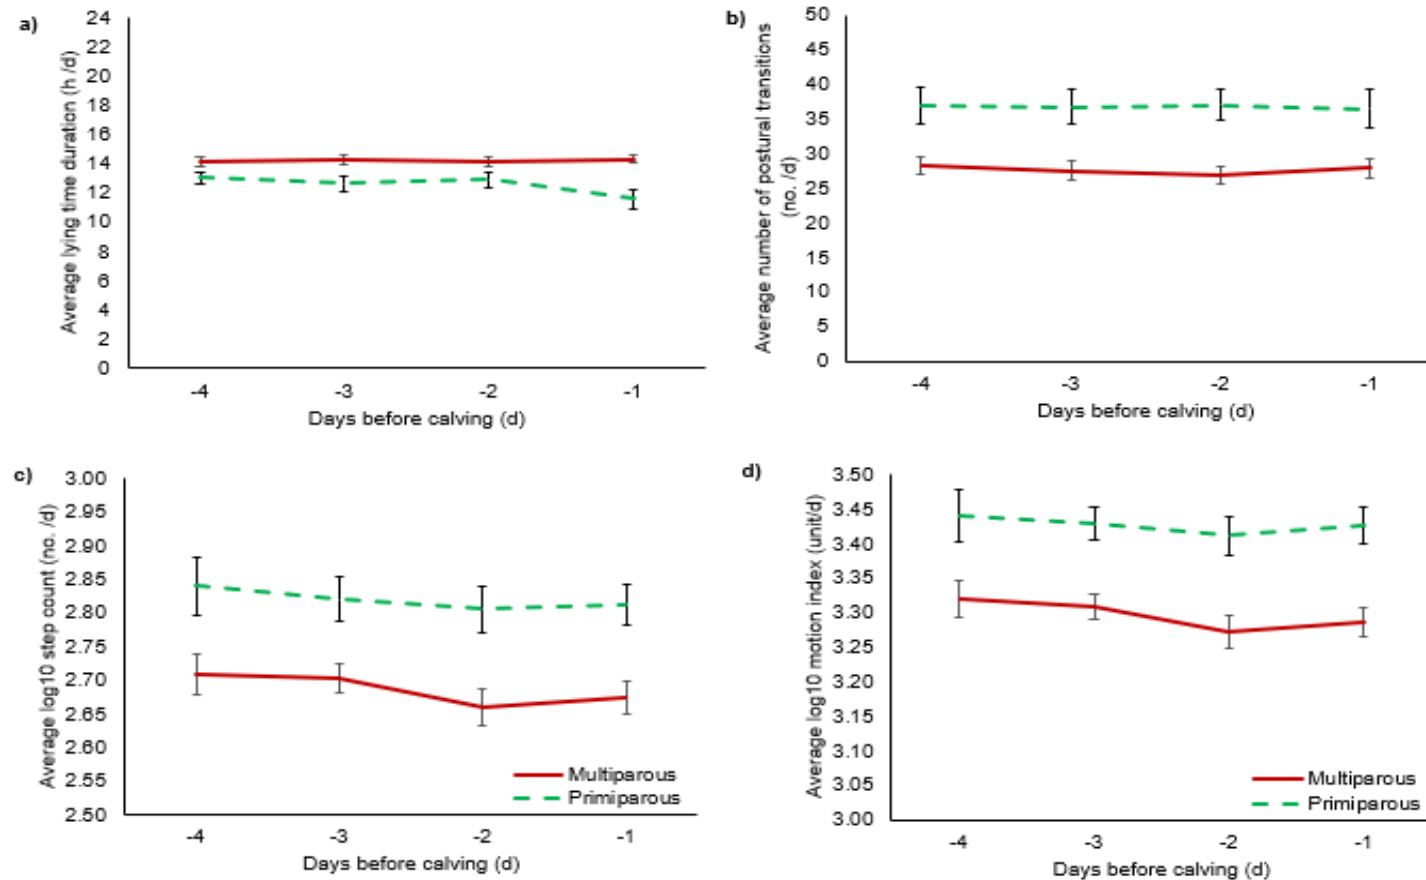 a)
Average lying time duration (h /d)
24
22
20
18
16
14
12
10
8
6
4
2
0
-4 -3 -2 -1
Days before calving (d)
b)
Average number of postural transitions
(no. /d)
50
45
40
35
30
25
20
15
10
5
0
-4 -3 -2 -1
Days before calving (d)
c)
Average log10 step count (no. /d)
3.00
2.95
2.90
2.85
2.80
2.75
2.70
2.65
2.60
2.55
2.50
Multiparous
Primiparous
-4 -3 -2 -1
Days before calving (d)
d)
Average log10 motion index (unit/d)
3.50
3.45
3.40
3.35
3.30
3.25
3.20
3.15
3.10
3.05
3.00
Multiparous
Primiparous
-4 -3 -2 -1
Days before calving (d)